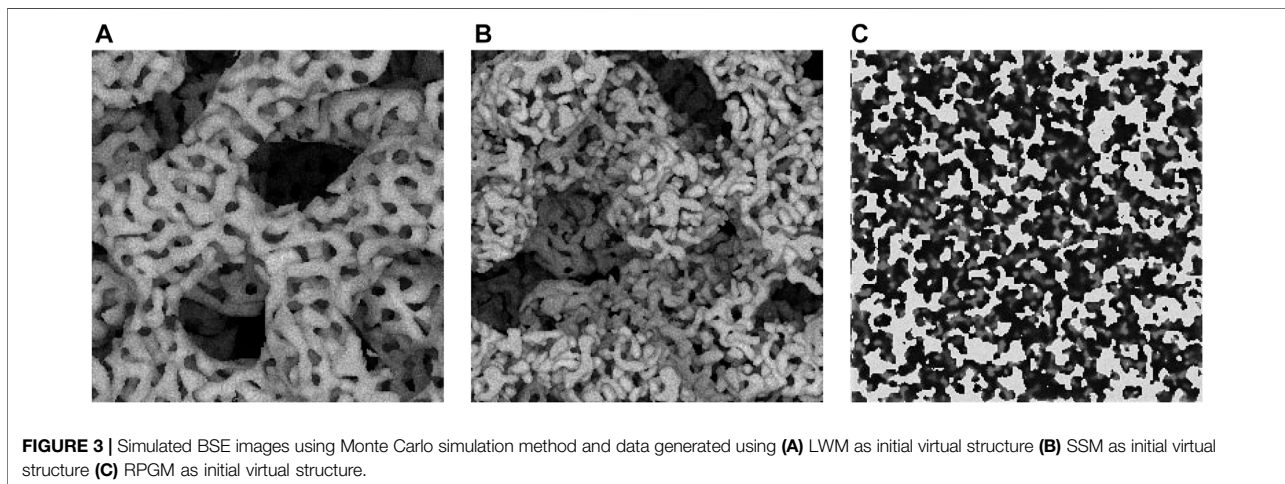 A
B
C
FIGURE 3 | Simulated BSE images using Monte Carlo simulation method and data generated using (A) LWM as initial virtual structure (B) SSM as initial virtual
structure (C) RPGM as initial virtual structure.